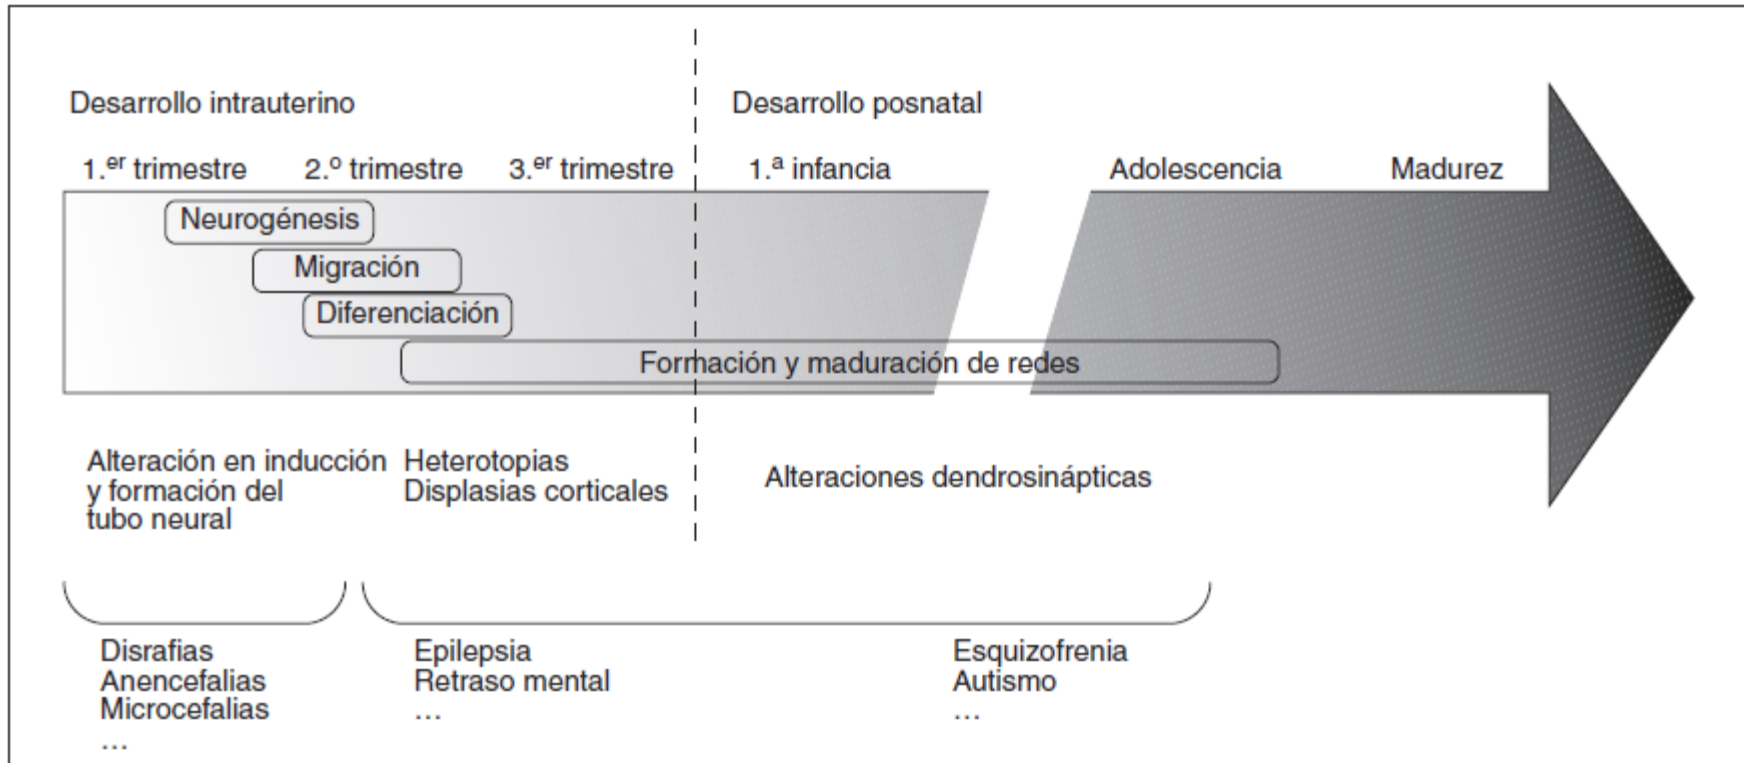 Desarrollo intrauterino
Desarrollo posnatal
1.er trimestre
2.º trimestre
3.er trimestre
1.ª infancia
Adolescencia
Madurez
Neurogénesis
Migración
Diferenciación
Formación y maduración de redes
Alteración en inducción
y formación del
tubo neural
Heterotopias
Displasias corticales
Alteraciones dendrosinápticas
Disrafias
Anencefalias
Microcefalias
…
Epilepsia
Retraso mental
…
Esquizofrenia
Autismo
…